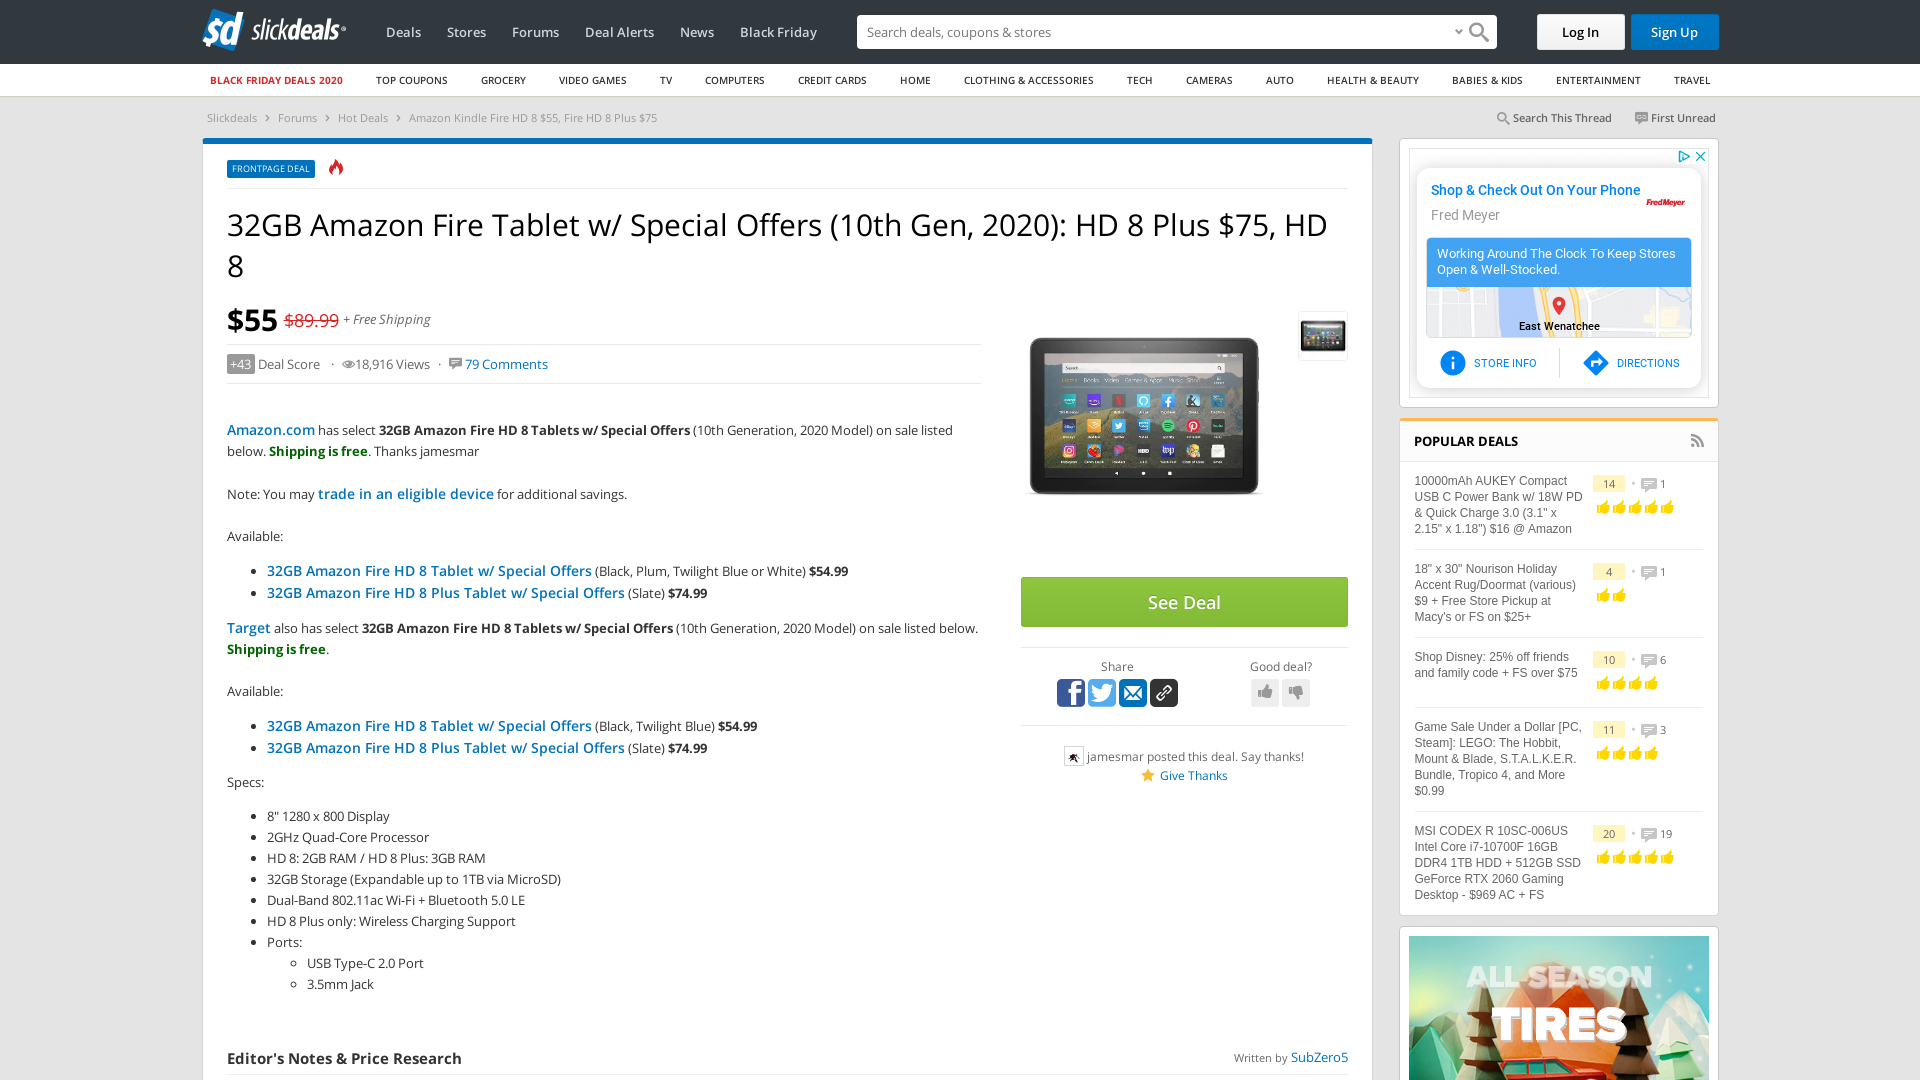 slickdeals
Deals Stores Forums Deal Alerts News Black Friday
Search deals, coupons & stores
Log In Sign Up
BLACK FRIDAY DEALS 2020 TOP COUPONS GROCERY VIDEO GAMES TV COMPUTERS CREDIT CARDS HOME CLOTHING & ACCESSORIES TECH CAMERAS AUTO HEALTH & BEAUTY BABIES & KIDS ENTERTAINMENT TRAVEL
Slickdeals Forums Hot Deals Amazon Kindle Fire HD 8 $55, Fire HD 8 Plus $75
Search This Thread First Unread
FRONTPAGE DEAL
32GB Amazon Fire Tablet w/ Special Offers (10th Gen, 2020): HD 8 Plus $75, HD
8
$55 $89.99 + Free Shipping
+43 Deal Score · 18,916 Views · 79 Comments
Amazon.com has select 32GB Amazon Fire HD 8 Tablets w/ Special Offers (10th Generation, 2020 Model) on sale listed
below. Shipping is free. Thanks jamesmar
Note: You may trade in an eligible device for additional savings.
Available:
32GB Amazon Fire HD 8 Tablet w/ Special Offers (Black, Plum, Twilight Blue or White) $54.99
32GB Amazon Fire HD 8 Plus Tablet w/ Special Offers (Slate) $74.99
Target also has select 32GB Amazon Fire HD 8 Tablets w/ Special Offers (10th Generation, 2020 Model) on sale listed below.
Shipping is free.
Available:
32GB Amazon Fire HD 8 Tablet w/ Special Offers (Black, Twilight Blue) $54.99
32GB Amazon Fire HD 8 Plus Tablet w/ Special Offers (Slate) $74.99
Specs:
8" 1280 x 800 Display
2GHz Quad-Core Processor
HD 8: 2GB RAM / HD 8 Plus: 3GB RAM
32GB Storage (Expandable up to 1TB via MicroSD)
Dual-Band 802.11ac Wi-Fi + Bluetooth 5.0 LE
HD 8 Plus only: Wireless Charging Support
Ports:
USB Type-C 2.0 Port
3.5mm Jack
Editor's Notes & Price Research
Written by SubZero5
See Deal
Share
Good deal?
jamesmar posted this deal. Say thanks!
Give Thanks
Shop & Check Out On Your Phone
Fred Meyer
FredMeyer
Working Around The Clock To Keep Stores
Open & Well-Stocked.
East Wenatchee
STORE INFO DIRECTIONS
POPULAR DEALS
10000mAh AUKEY Compact
USB C Power Bank w/ 18W PD
& Quick Charge 3.0 (3.1" x
2.15" x 1.18") $16 @ Amazon
14 • 1
18" x 30" Nourison Holiday
Accent Rug/Doormat (various)
$9 + Free Store Pickup at
Macy's or FS on $25+
4 • 1
Shop Disney: 25% off friends
and family code + FS over $75
10 • 6
Game Sale Under a Dollar [PC,
Steam]: LEGO: The Hobbit,
Mount & Blade, S.T.A.L.K.E.R.
Bundle, Tropico 4, and More
$0.99
11 • 3
MSI CODEX R 10SC-006US
Intel Core i7-10700F 16GB
DDR4 1TB HDD + 512GB SSD
GeForce RTX 2060 Gaming
Desktop - $969 AC + FS
20 • 19
ALL-SEASON
TIRES